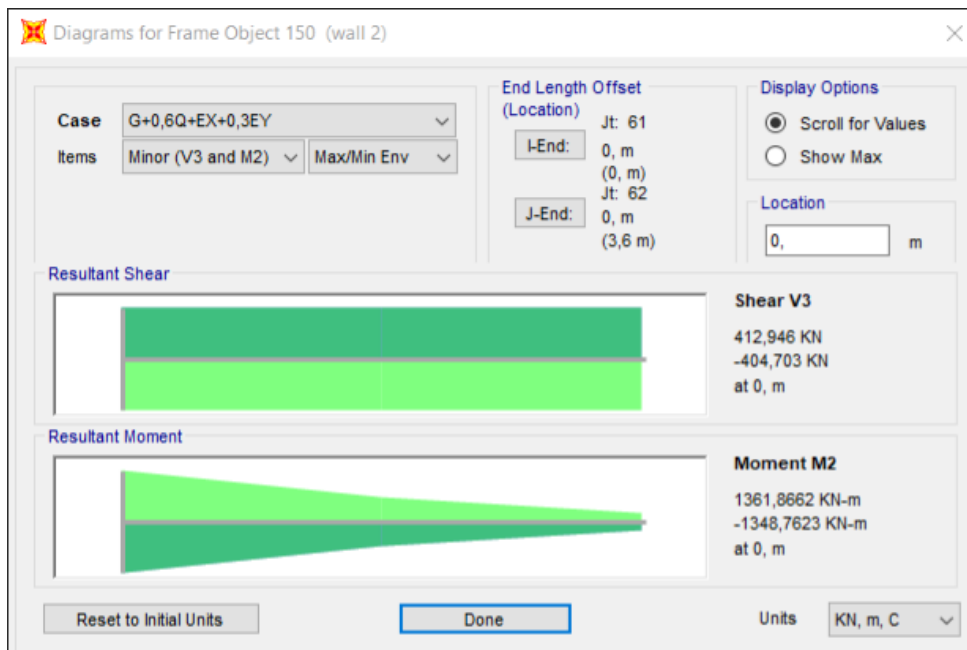 Diagrams for Frame Object 150 (wall 2)
Case
G+0,6Q+EX+0,3EY
Items
Minor (V3 and M2)
Max/Min Env
End Length Offset
(Location)
I-End:
Jt: 61
0, m
(0, m)
J-End:
Jt: 62
0, m
(3,6 m)
Display Options
Scroll for Values
Show Max
Location
0,
m
Resultant Shear
Shear V3
412,946 KN
-404,703 KN
at 0, m
Resultant Moment
Moment M2
1361,8662 KN-m
-1348,7623 KN-m
at 0, m
Reset to Initial Units
Done
Units
KN, m, C